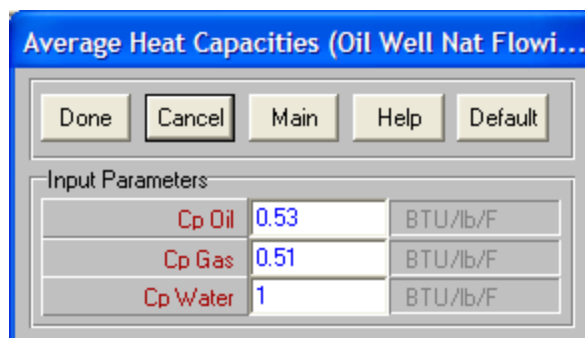 Average Heat Capacities (Oil Well Nat Flowi...
Done Cancel Main Help Default
Input Parameters
Cp Oil 0.53 BTU/lb/F
Cp Gas 0.51 BTU/lb/F
Cp Water 1 BTU/lb/F